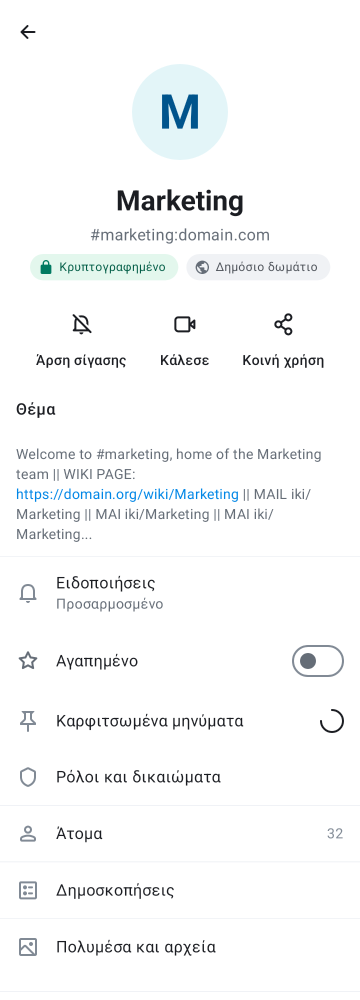 M
Marketing
#marketing:domain.com
Κρυπτογραφημένο Δημόσιο δωμάτιο
Άρση σίγασης Κάλεσε Κοινή χρήση
Θέμα
Welcome to #marketing, home of the Marketing
team || WIKI PAGE:
https://domain.org/wiki/Marketing || MAIL iki/
Marketing || MAI iki/Marketing || MAI iki/
Marketing...
Ειδοποιήσεις
Προσαρμοσμένο
Αγαπημένο
Καρφιτσωμένα μηνύματα
Ρόλοι και δικαιώματα
Άτομα 32
Δημοσκοπήσεις
Πολυμέσα και αρχεία